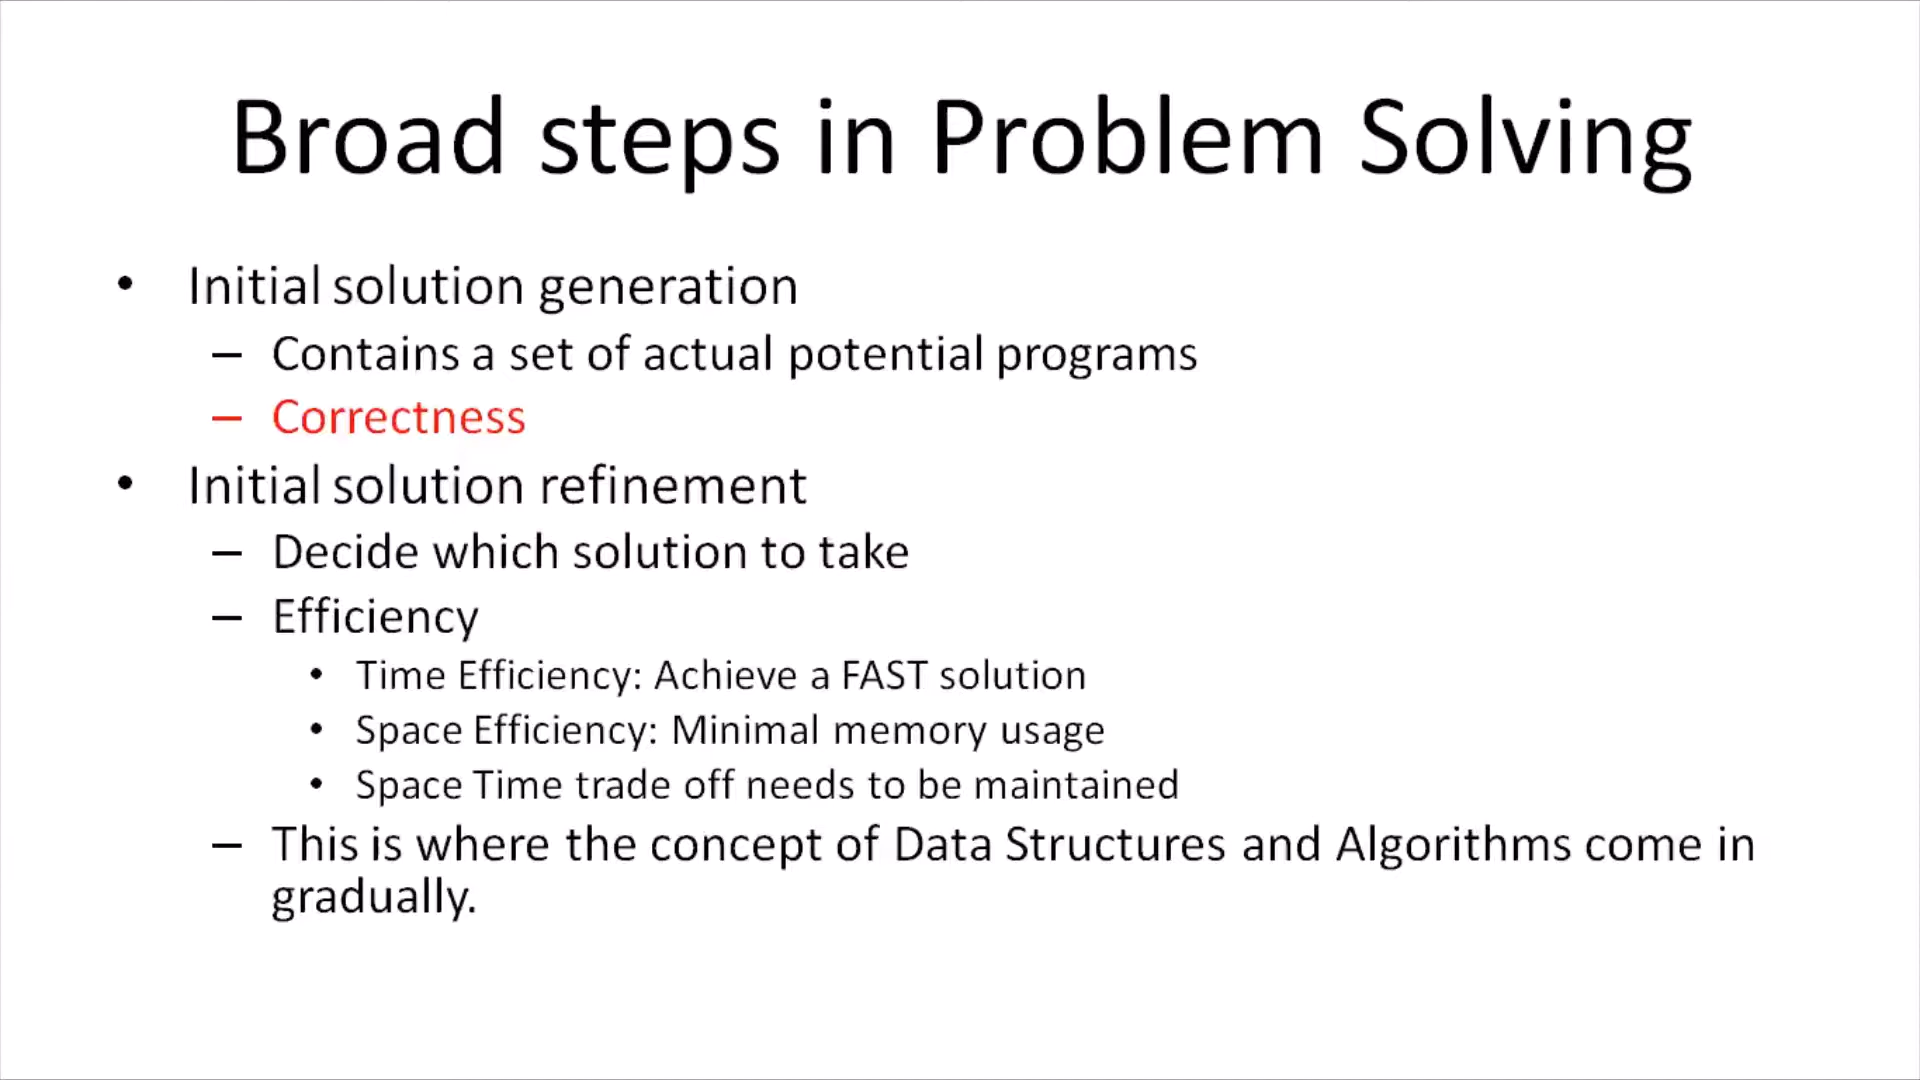 Broad steps in Problem Solving
• Initial solution generation
– Contains a set of actual potential programs
– Correctness
• Initial solution refinement
– Decide which solution to take
– Efficiency
• Time Efficiency: Achieve a FAST solution
• Space Efficiency: Minimal memory usage
• Space Time trade off needs to be maintained
– This is where the concept of Data Structures and Algorithms come in
gradually.